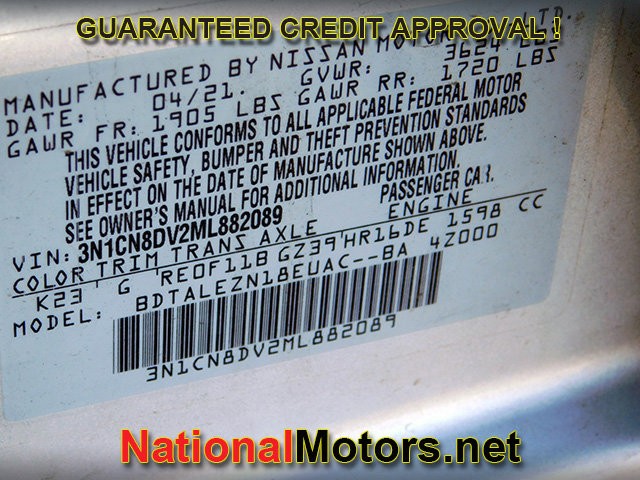 GUARANTEED CREDIT APPROVAL !
MANUFACTURED BY NISSAN MOTOR LTD.
DATE: 04/21. GVWR: 3624 LBS
GAWR FR: 1905 LBS GAWR RR: 1720 LBS
THIS VEHICLE CONFORMS TO ALL APPLICABLE FEDERAL MOTOR
VEHICLE SAFETY, BUMPER AND THEFT PREVENTION STANDARDS
IN EFFECT ON THE DATE OF MANUFACTURE SHOWN ABOVE.
SEE OWNER'S MANUAL FOR ADDITIONAL INFORMATION.
VIN: 3N1CN8DV2ML882089 PASSENGER CAR.
COLOR TRIM TRANS AXLE ENGINE
K23 G RE0F11B GZ39 HR16DE 1598 CC
MODEL: BDTALEZN18EUAC--BA 4Z000
3N1CN8DV2ML882089
NationalMotors.net